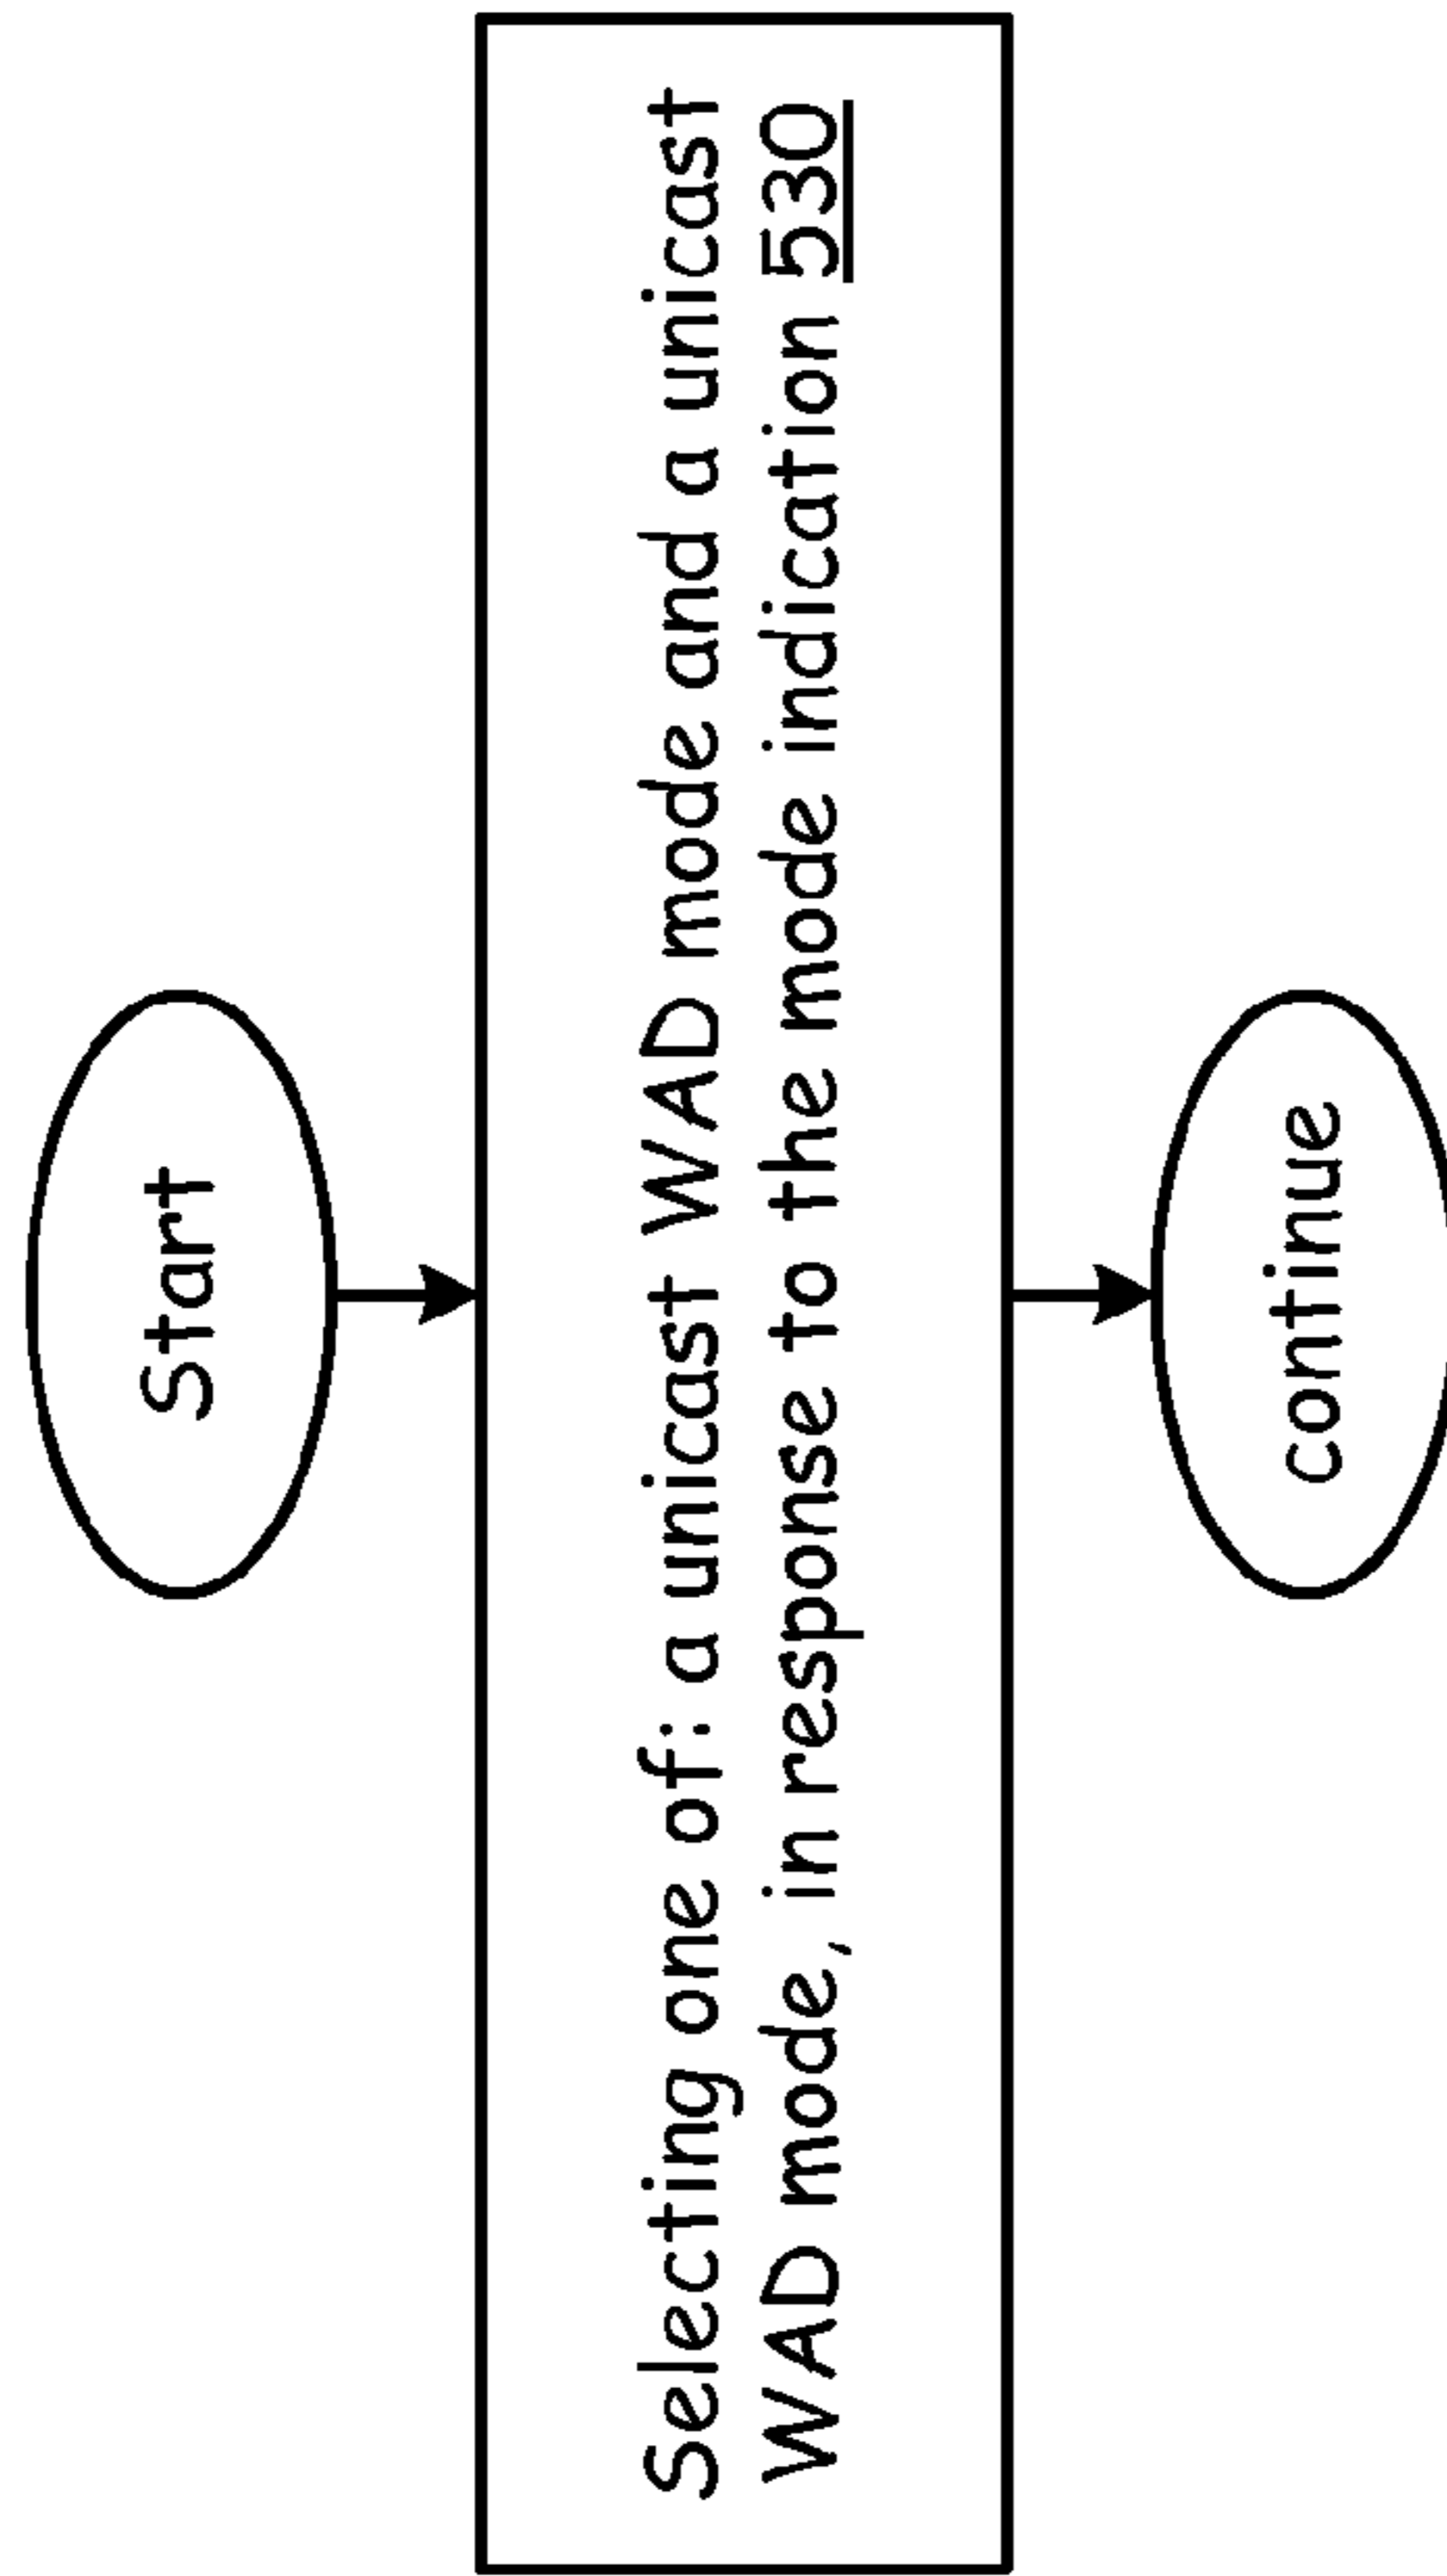 Start
Selecting one of: a unicast WAD mode and a unicast
WAD mode, in response to the mode indication 530
continue